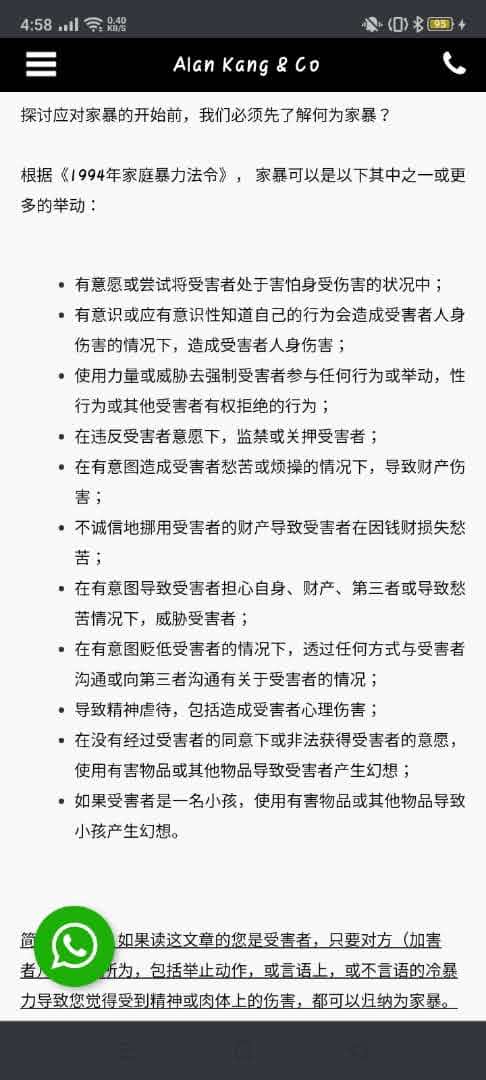 4:58
0.40
KB/S
95
Alan Kang & Co
探讨应对家暴的开始前，我们必须先了解何为家暴？
根据《1994年家庭暴力法令》， 家暴可以是以下其中之一或更
多的举动：
有意愿或尝试将受害者处于害怕身受伤害的状况中；
有意识或应有意识性知道自己的行为会造成受害者人身
伤害的情况下，造成受害者人身伤害；
使用力量或威胁去强制受害者参与任何行为或举动，性
行为或其他受害者有权拒绝的行为；
在违反受害者意愿下，监禁或关押受害者；
在有意图造成受害者愁苦或烦操的情况下，导致财产伤
害；
不诚信地挪用受害者的财产导致受害者在因钱财损失愁
苦；
在有意图导致受害者担心自身、财产、第三者或导致愁
苦情况下，威胁受害者；
在有意图贬低受害者的情况下，透过任何方式与受害者
沟通或向第三者沟通有关于受害者的情况；
导致精神虐待，包括造成受害者心理伤害；
在没有经过受害者的同意下或非法获得受害者的意愿，
使用有害物品或其他物品导致受害者产生幻想；
如果受害者是一名小孩，使用有害物品或其他物品导致
小孩产生幻想。
简 如果读这文章的您是受害者，只要对方（加害
者 所为，包括举止动作，或言语上，或不言语的冷暴
力导致您觉得受到精神或肉体上的伤害，都可以归纳为家暴。